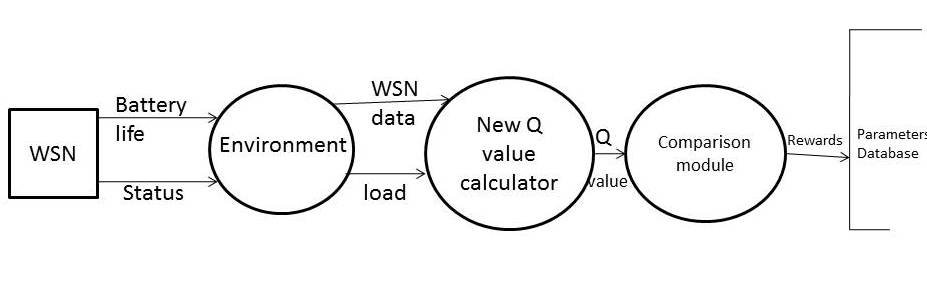 WSN
Battery
life
Status
Environment
WSN
data
load
New Q
value
calculator
Q
value
Comparison
module
Rewards
Parameters
Database